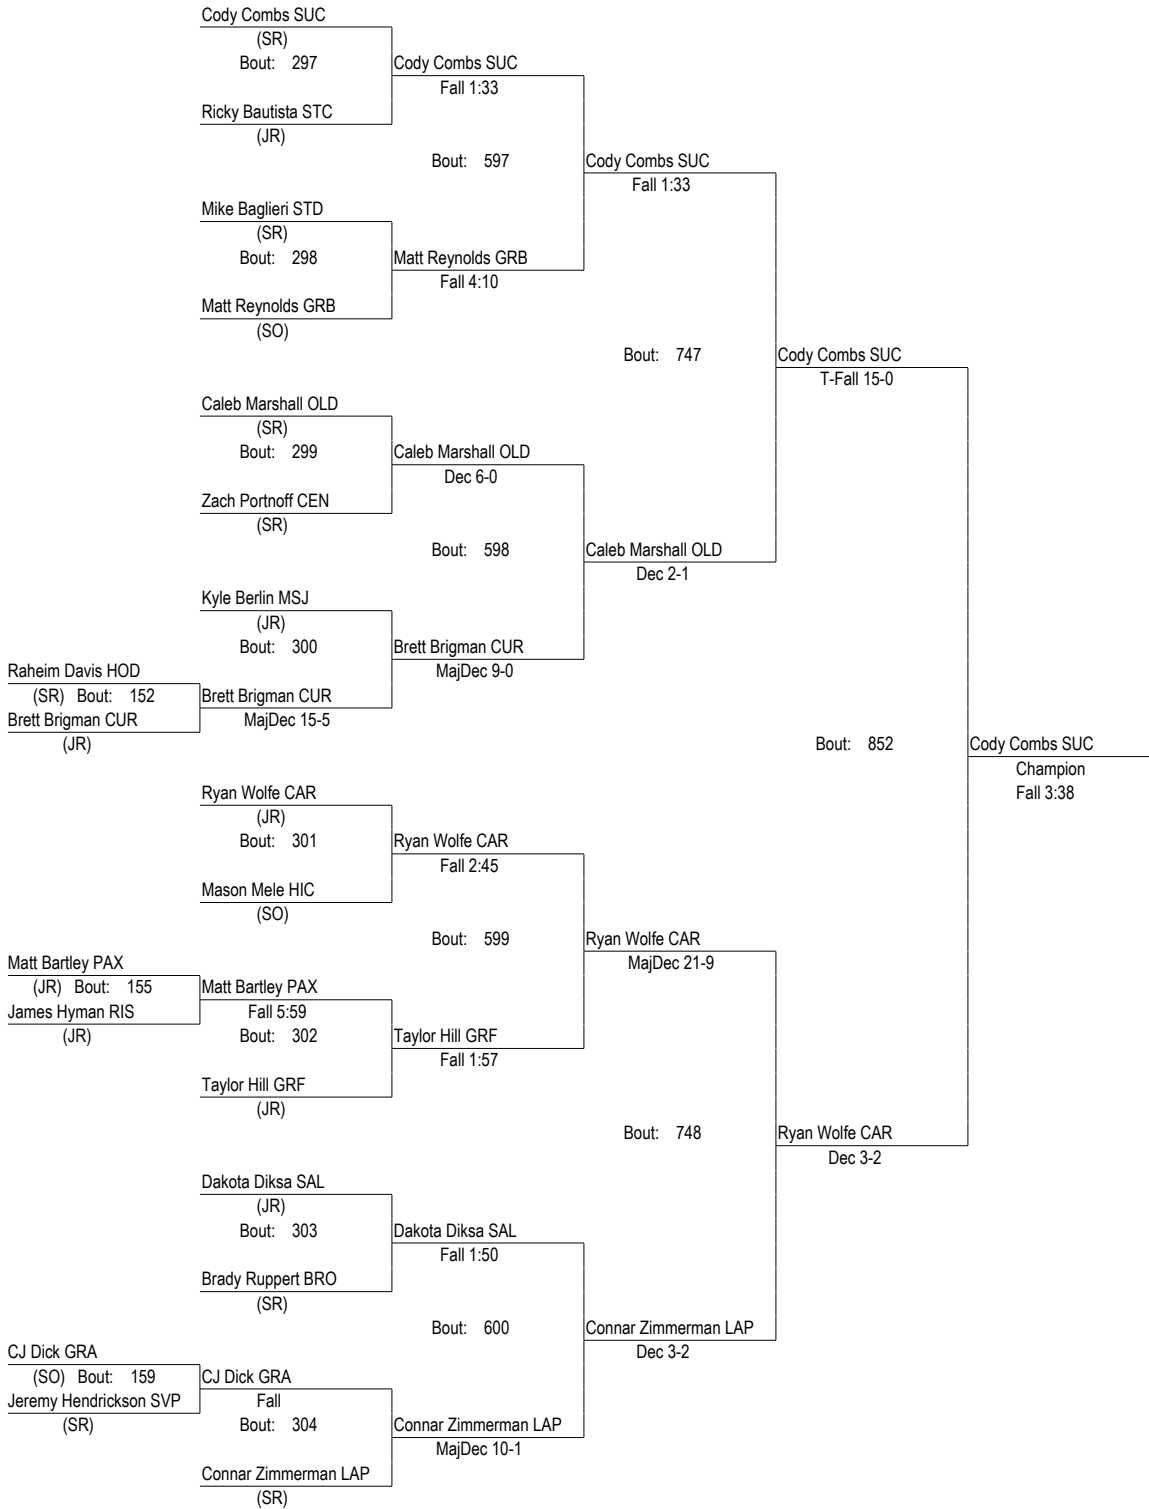 Cody Combs SUC
(SR)
Bout: 297
Cody Combs SUC
Fall 1:33
Ricky Bautista STC
(JR)
Bout: 597
Cody Combs SUC
Fall 1:33
Mike Baglieri STD
(SR)
Bout: 298
Matt Reynolds GRB
Fall 4:10
Matt Reynolds GRB
(SO)
Bout: 747
Cody Combs SUC
T-Fall 15-0
Caleb Marshall OLD
(SR)
Bout: 299
Caleb Marshall OLD
Dec 6-0
Zach Portnoff CEN
(SR)
Bout: 598
Caleb Marshall OLD
Dec 2-1
Kyle Berlin MSJ
(JR)
Bout: 300
Brett Brigman CUR
MajDec 9-0
Raheim Davis HOD
(SR) Bout: 152
Brett Brigman CUR
MajDec 15-5
Brett Brigman CUR
(JR)
Bout: 852
Cody Combs SUC
Champion
Fall 3:38
Ryan Wolfe CAR
(JR)
Bout: 301
Ryan Wolfe CAR
Fall 2:45
Mason Mele HIC
(SO)
Bout: 599
Ryan Wolfe CAR
MajDec 21-9
Matt Bartley PAX
(JR) Bout: 155
Matt Bartley PAX
Fall 5:59
James Hyman RIS
(JR)
Bout: 302
Taylor Hill GRF
Fall 1:57
Taylor Hill GRF
(JR)
Bout: 748
Ryan Wolfe CAR
Dec 3-2
Dakota Diksa SAL
(JR)
Bout: 303
Dakota Diksa SAL
Fall 1:50
Brady Ruppert BRO
(SR)
Bout: 600
Connar Zimmerman LAP
Dec 3-2
CJ Dick GRA
(SO) Bout: 159
CJ Dick GRA
Fall
Jeremy Hendrickson SVP
(SR)
Bout: 304
Connar Zimmerman LAP
MajDec 10-1
Connar Zimmerman LAP
(SR)